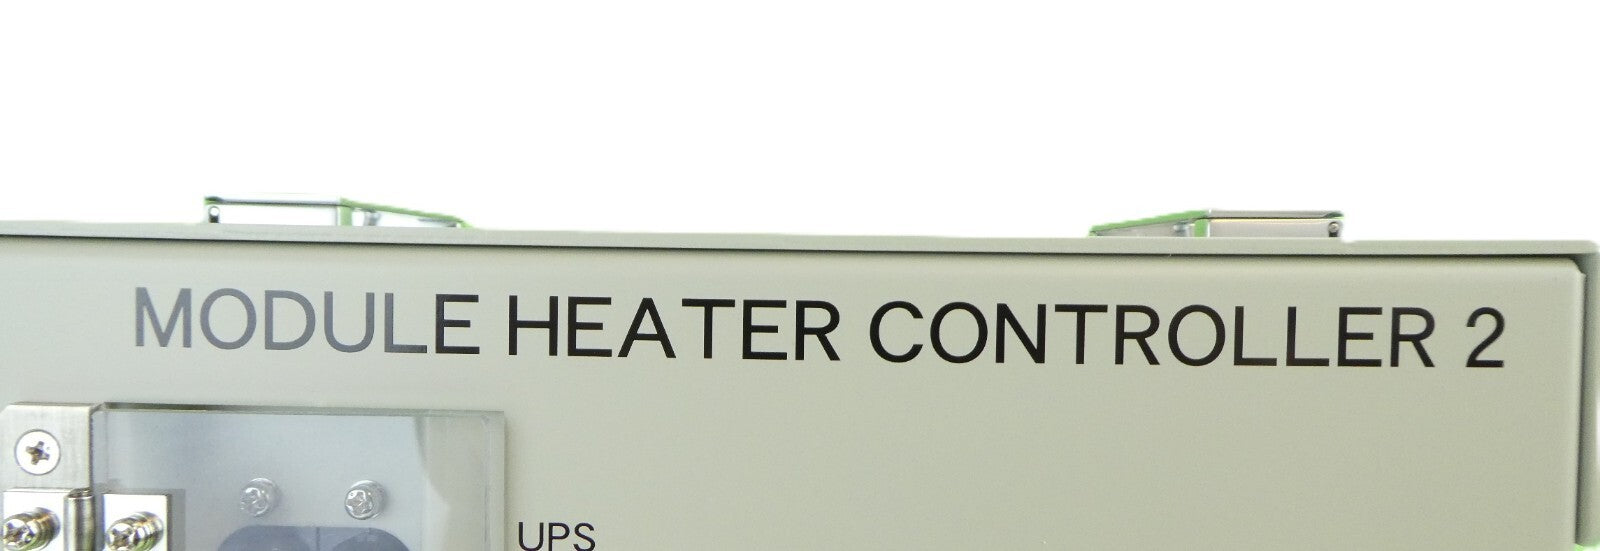 MODULE HEATER CONTROLLER 2
UPS